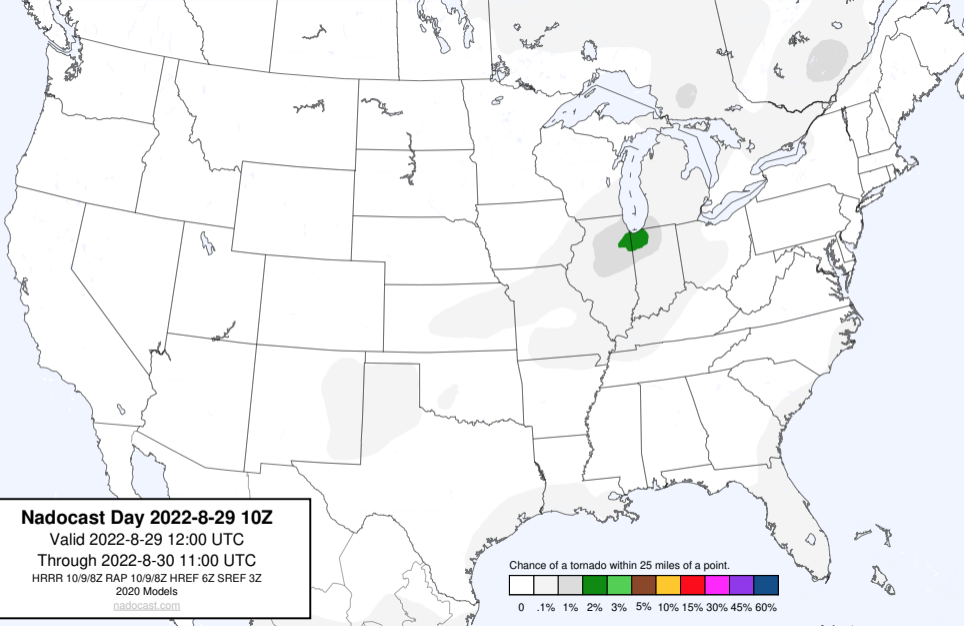 Nadocast Day 2022-8-29 10Z
Valid 2022-8-29 12:00 UTC
Through 2022-8-30 11:00 UTC
HRRR 10/9/8Z RAP 10/9/8Z HREF 6Z SREF 3Z
2020 Models
nadocast.com
Chance of a tornado within 25 miles of a point.
0 .1% 1% 2% 3% 5% 10% 15% 30% 45% 60%